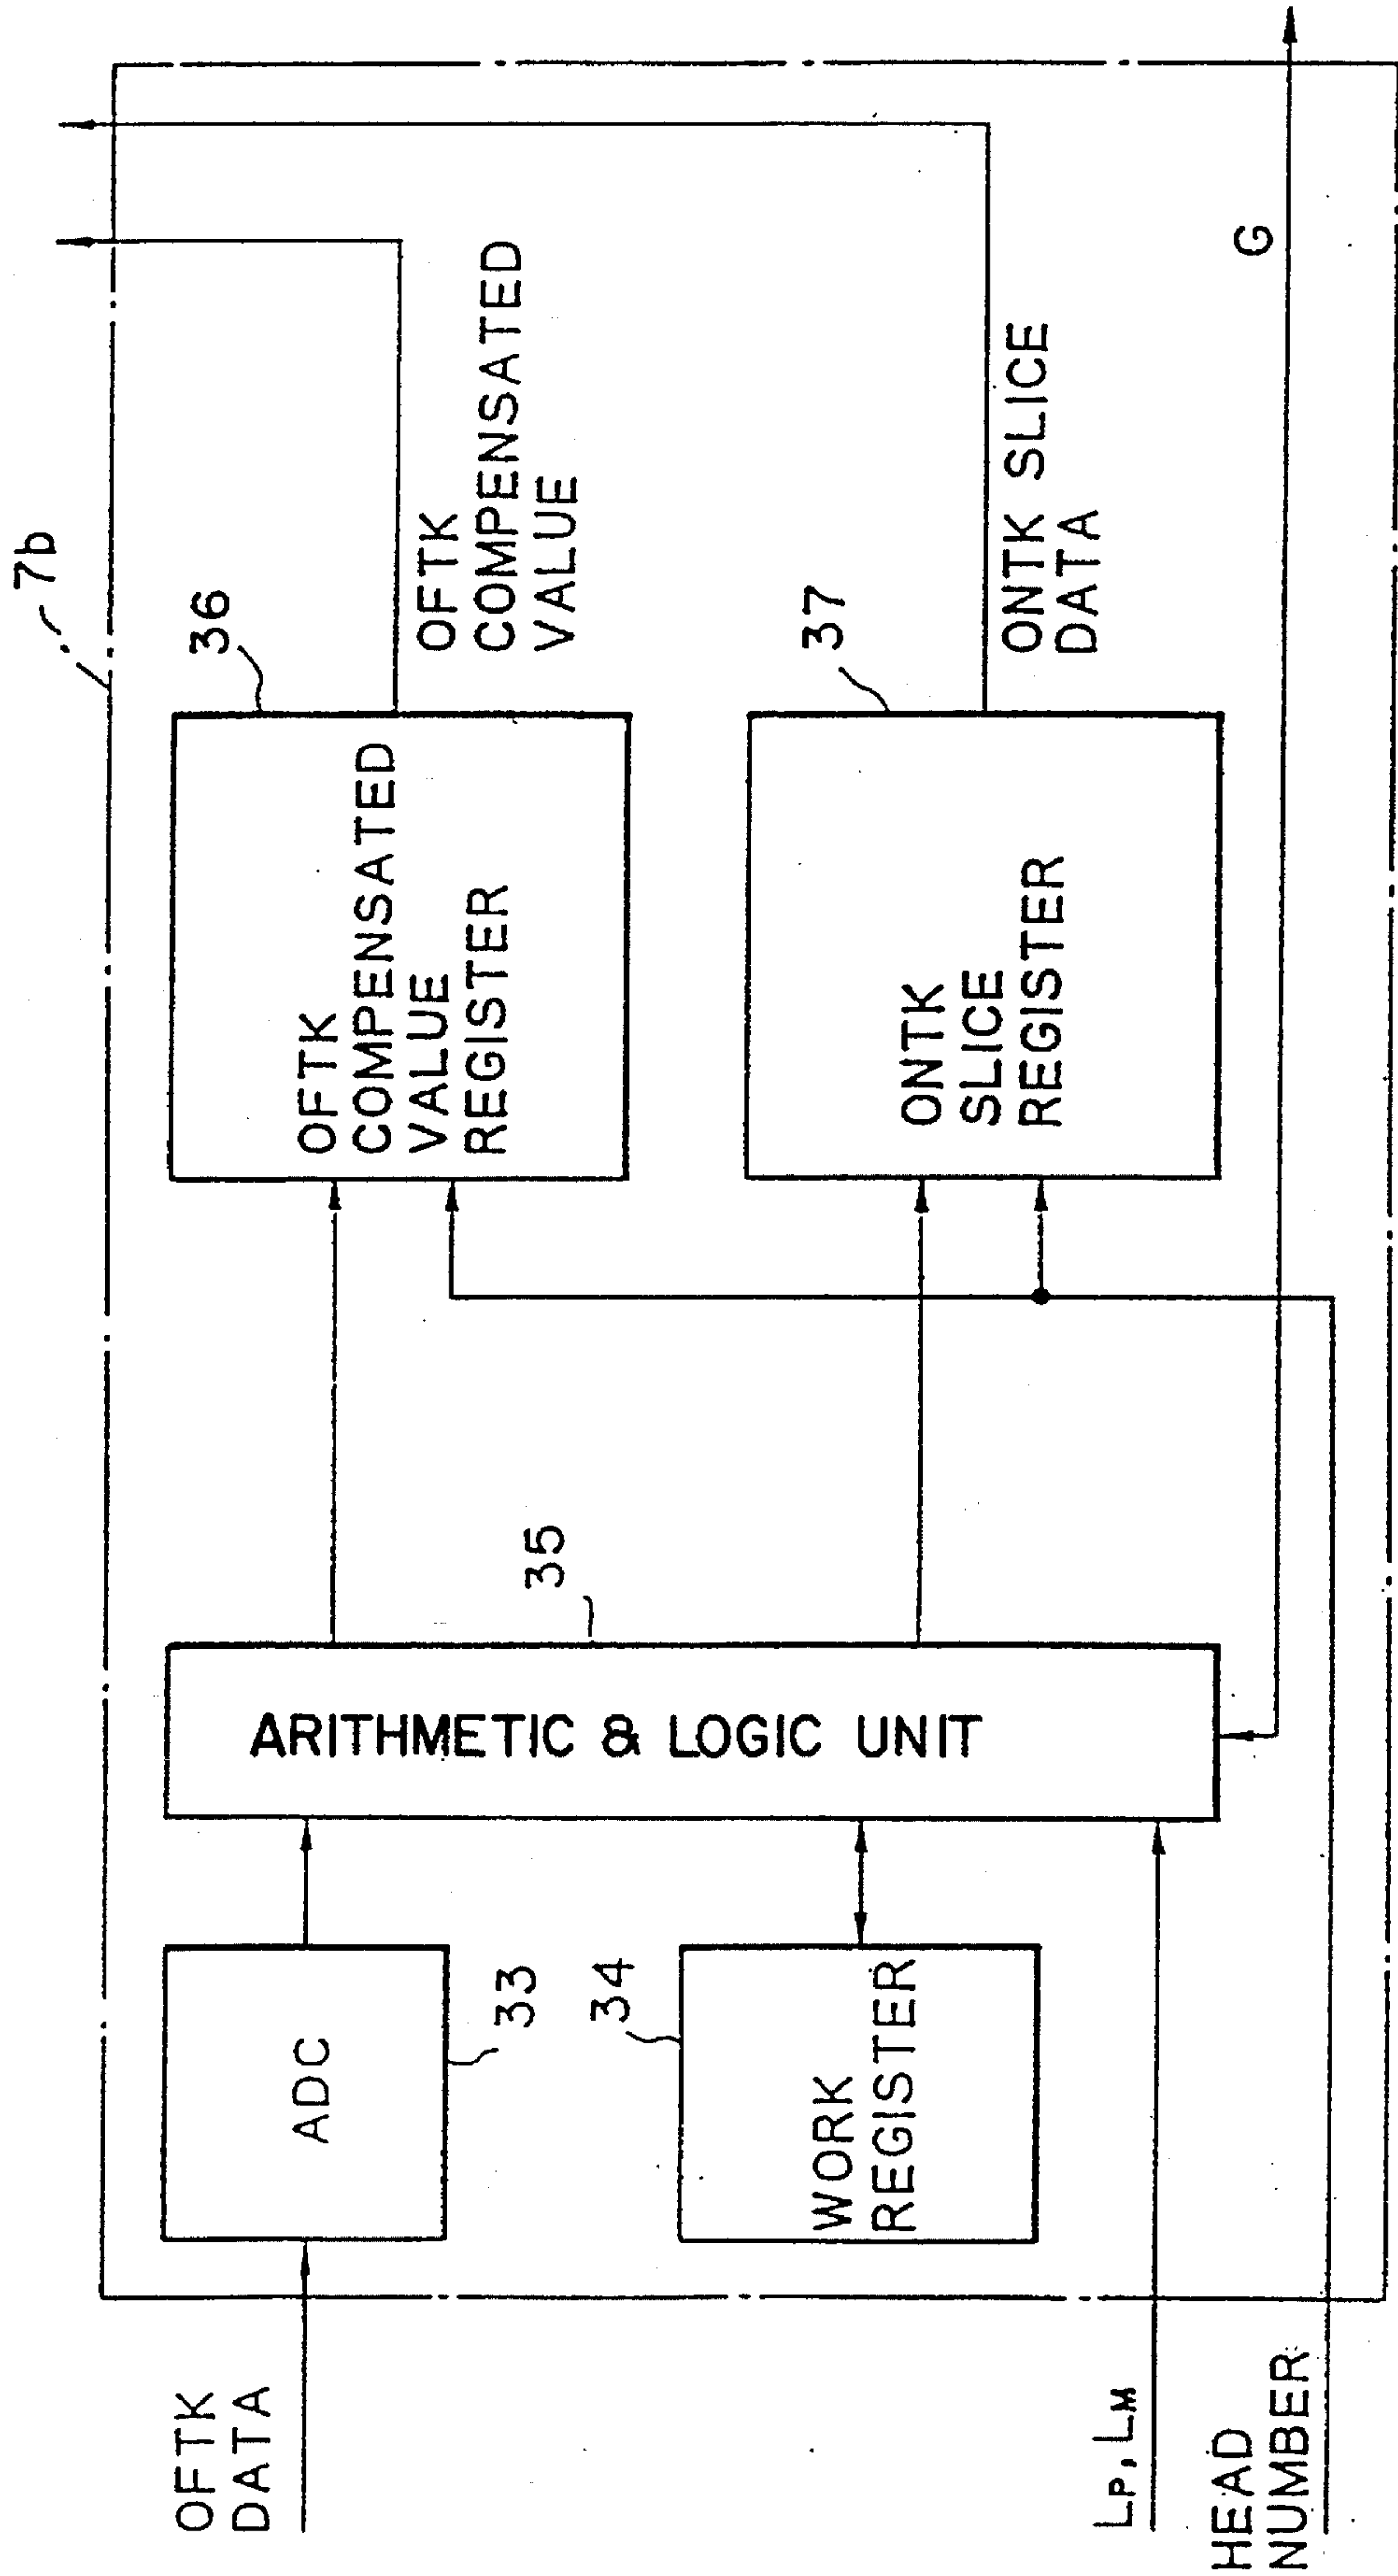 7b
OFTK
DATA
ADC
33
WORK
REGISTER
34
LP, LM
HEAD
NUMBER
ARITHMETIC & LOGIC UNIT
35
OFTK
COMPENSATED
VALUE
REGISTER
36
OFTK
COMPENSATED
VALUE
ONTK
SLICE
REGISTER
37
ONTK SLICE
DATA
G